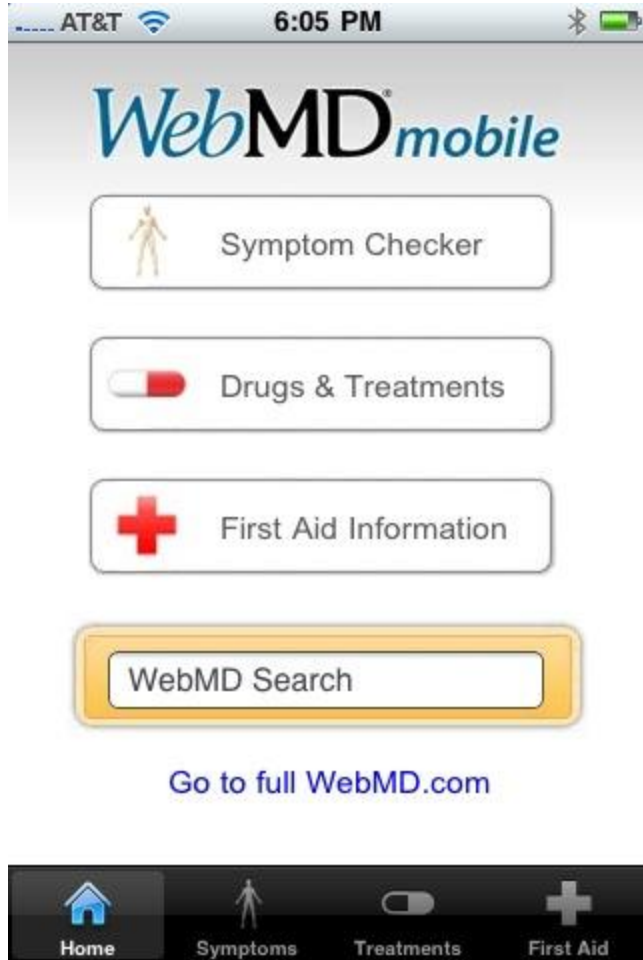 AT&T 6:05 PM
WebMD® mobile
Symptom Checker
Drugs & Treatments
First Aid Information
WebMD Search
Go to full WebMD.com
Home Symptoms Treatments First Aid